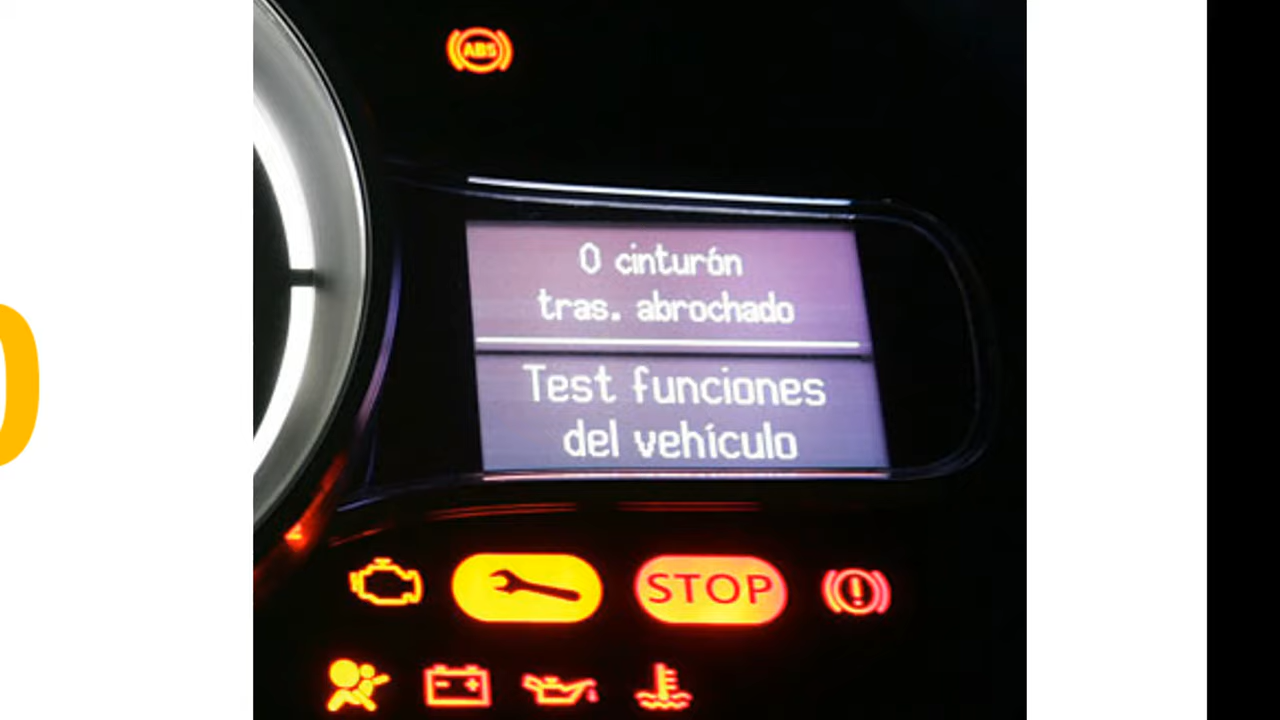 ABS
0 cinturón
tras. abrochado
Test funciones
del vehículo
STOP